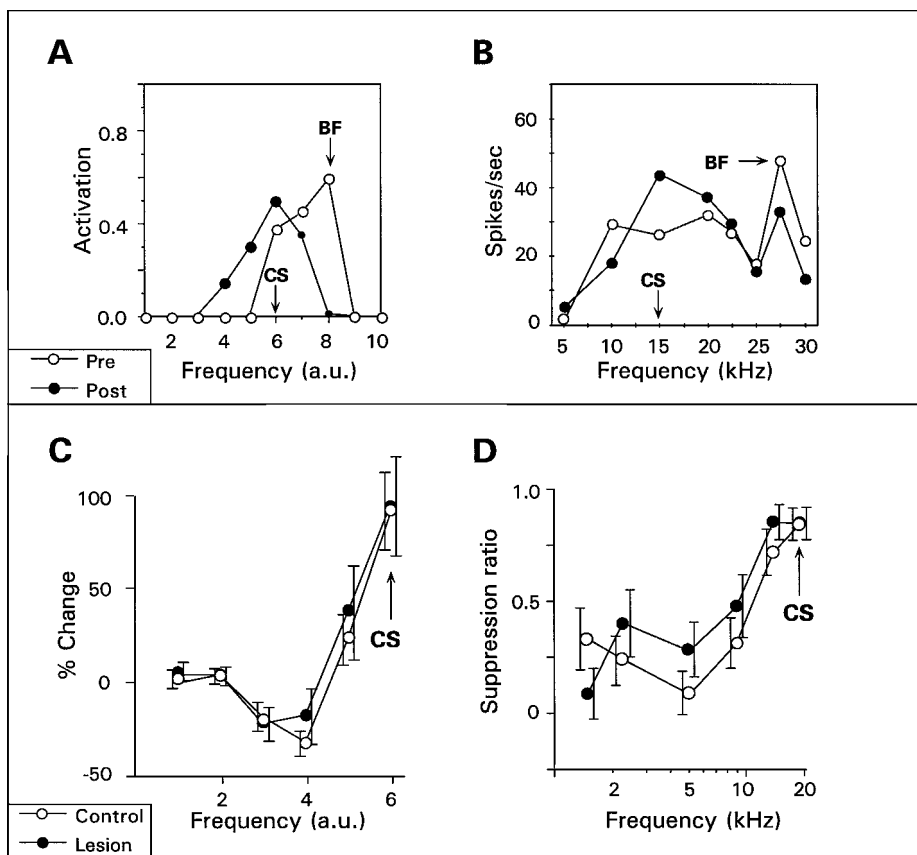 A
Activation
0.8
0.4
0.0
2 4 6 8 10
Frequency (a.u.)
BF
CS
Pre
Post
B
Spikes/sec
60
40
20
0
5 10 15 20 25 30
Frequency (kHz)
BF
CS
C
% Change
100
50
0
-50
2 4 6
Frequency (a.u.)
CS
Control
Lesion
D
Suppression ratio
1.0
0.5
0
2 5 10 20
Frequency (kHz)
CS